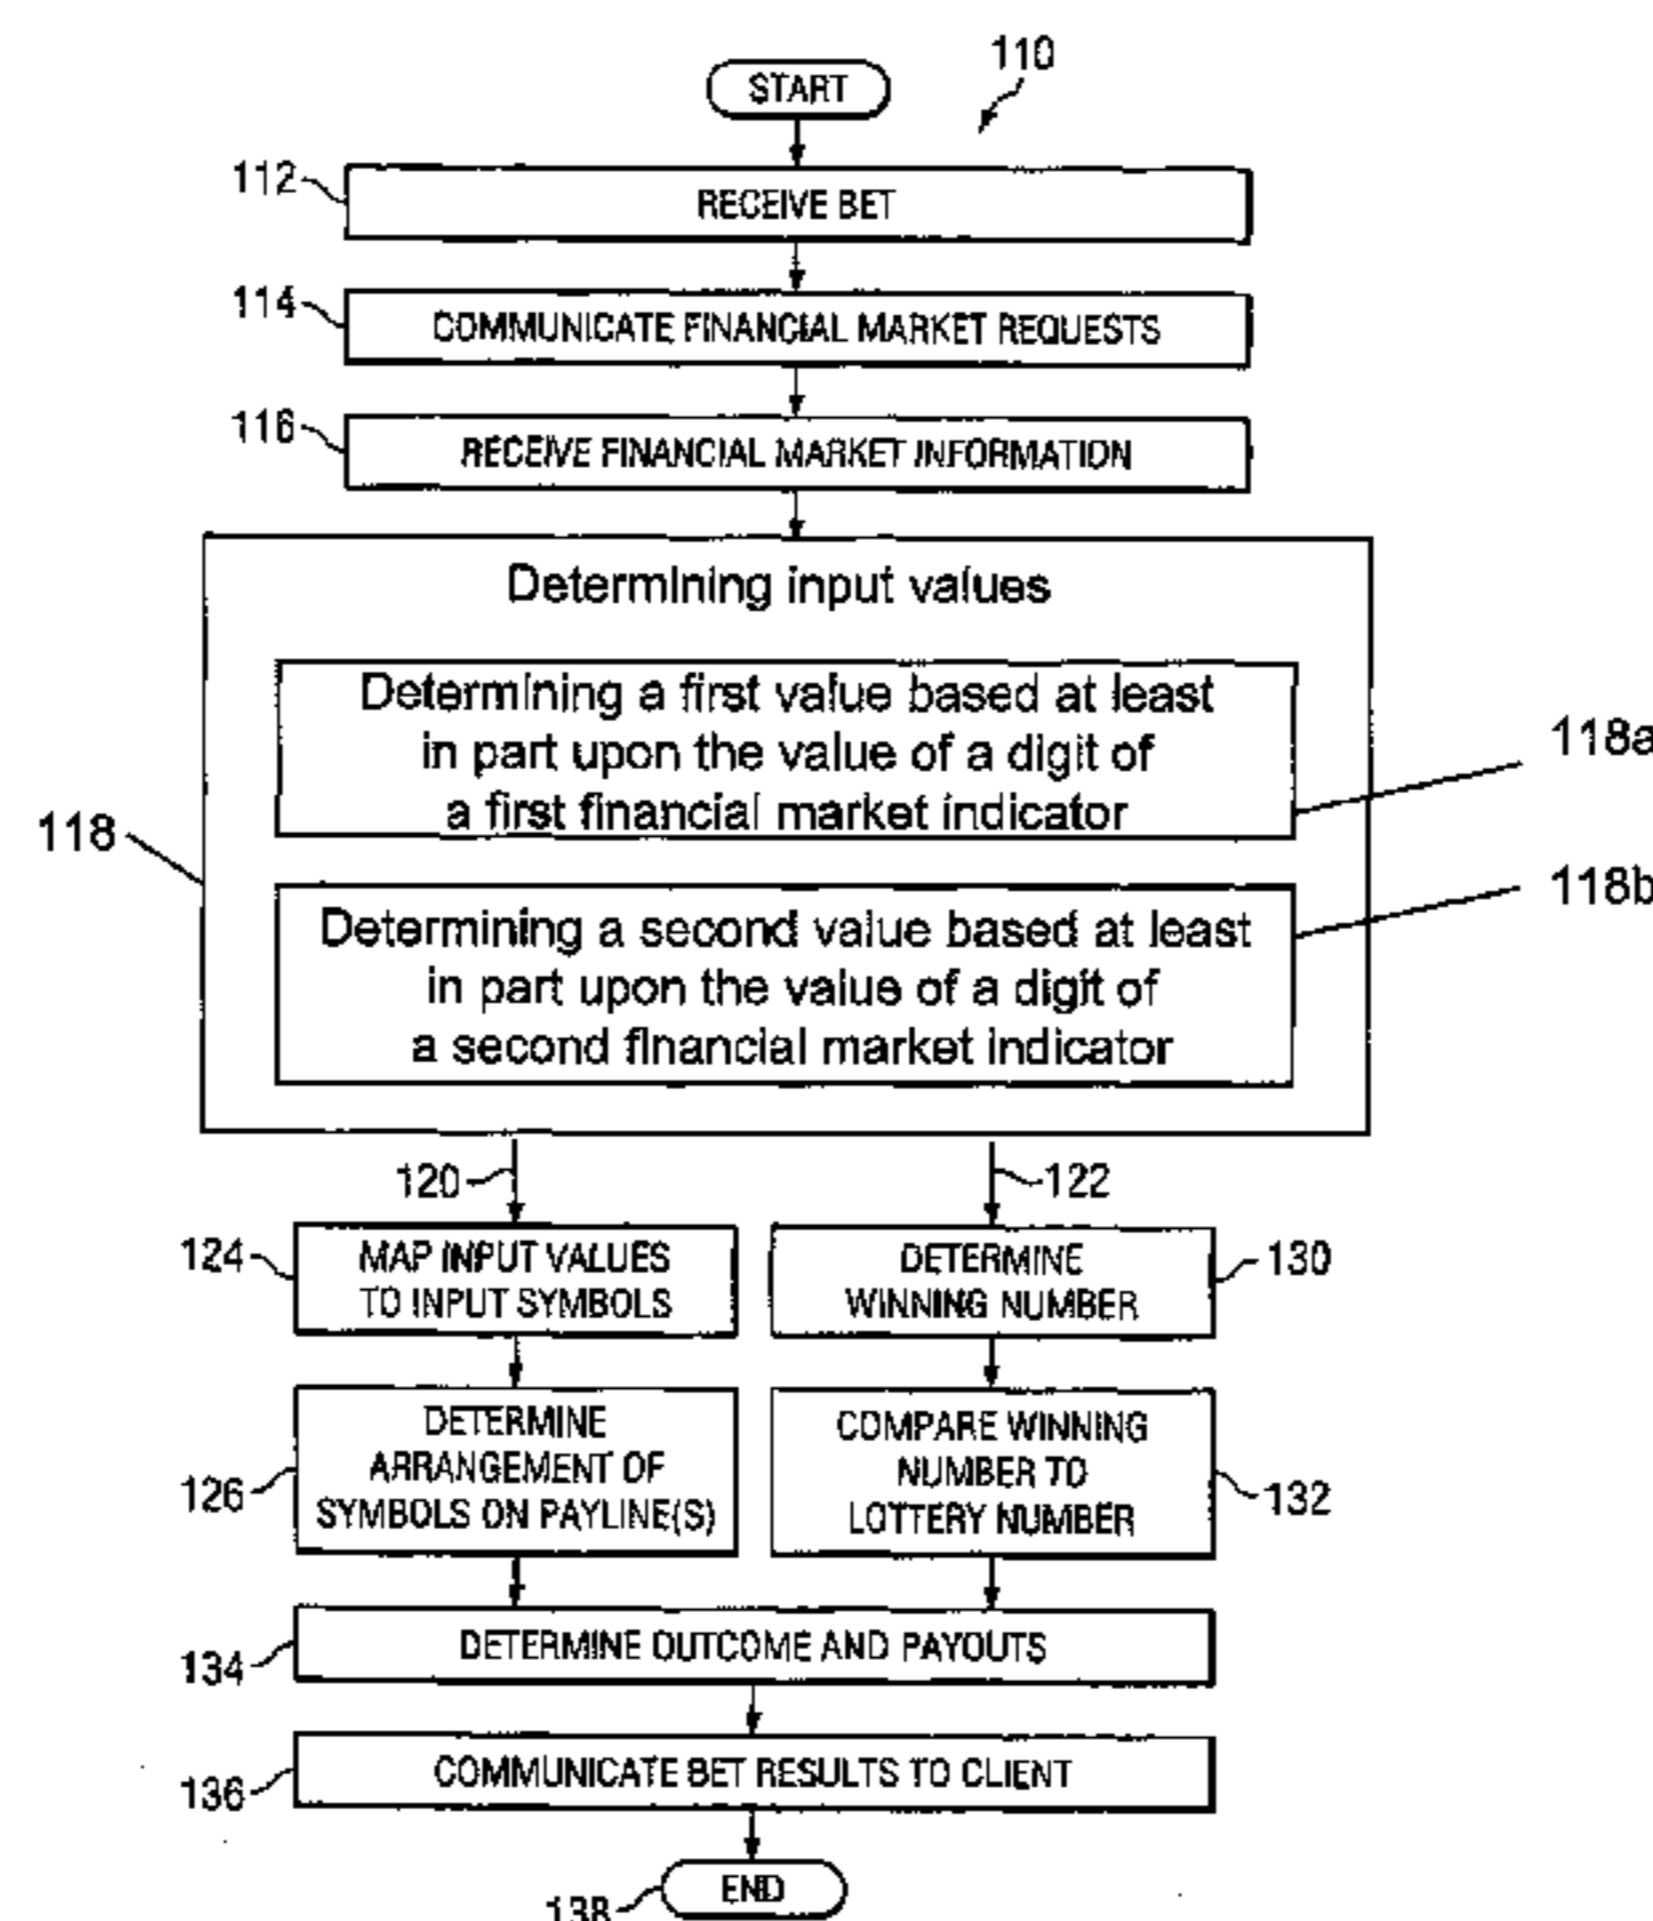 110
START
112
RECEIVE BET
114
COMMUNICATE FINANCIAL MARKET REQUESTS
116
RECEIVE FINANCIAL MARKET INFORMATION
Determining input values
Determining a first value based at least
in part upon the value of a digit of
a first financial market indicator
118a
118
118b
Determining a second value based at least
in part upon the value of a digit of
a second financial market indicator
120
122
124
MAP INPUT VALUES
TO INPUT SYMBOLS
DETERMINE
WINNING NUMBER
130
126
DETERMINE
ARRANGEMENT OF
SYMBOLS ON PAYLINE(S)
COMPARE WINNING
NUMBER TO
LOTTERY NUMBER
132
134
DETERMINE OUTCOME AND PAYOUTS
136
COMMUNICATE BET RESULTS TO CLIENT
138
END